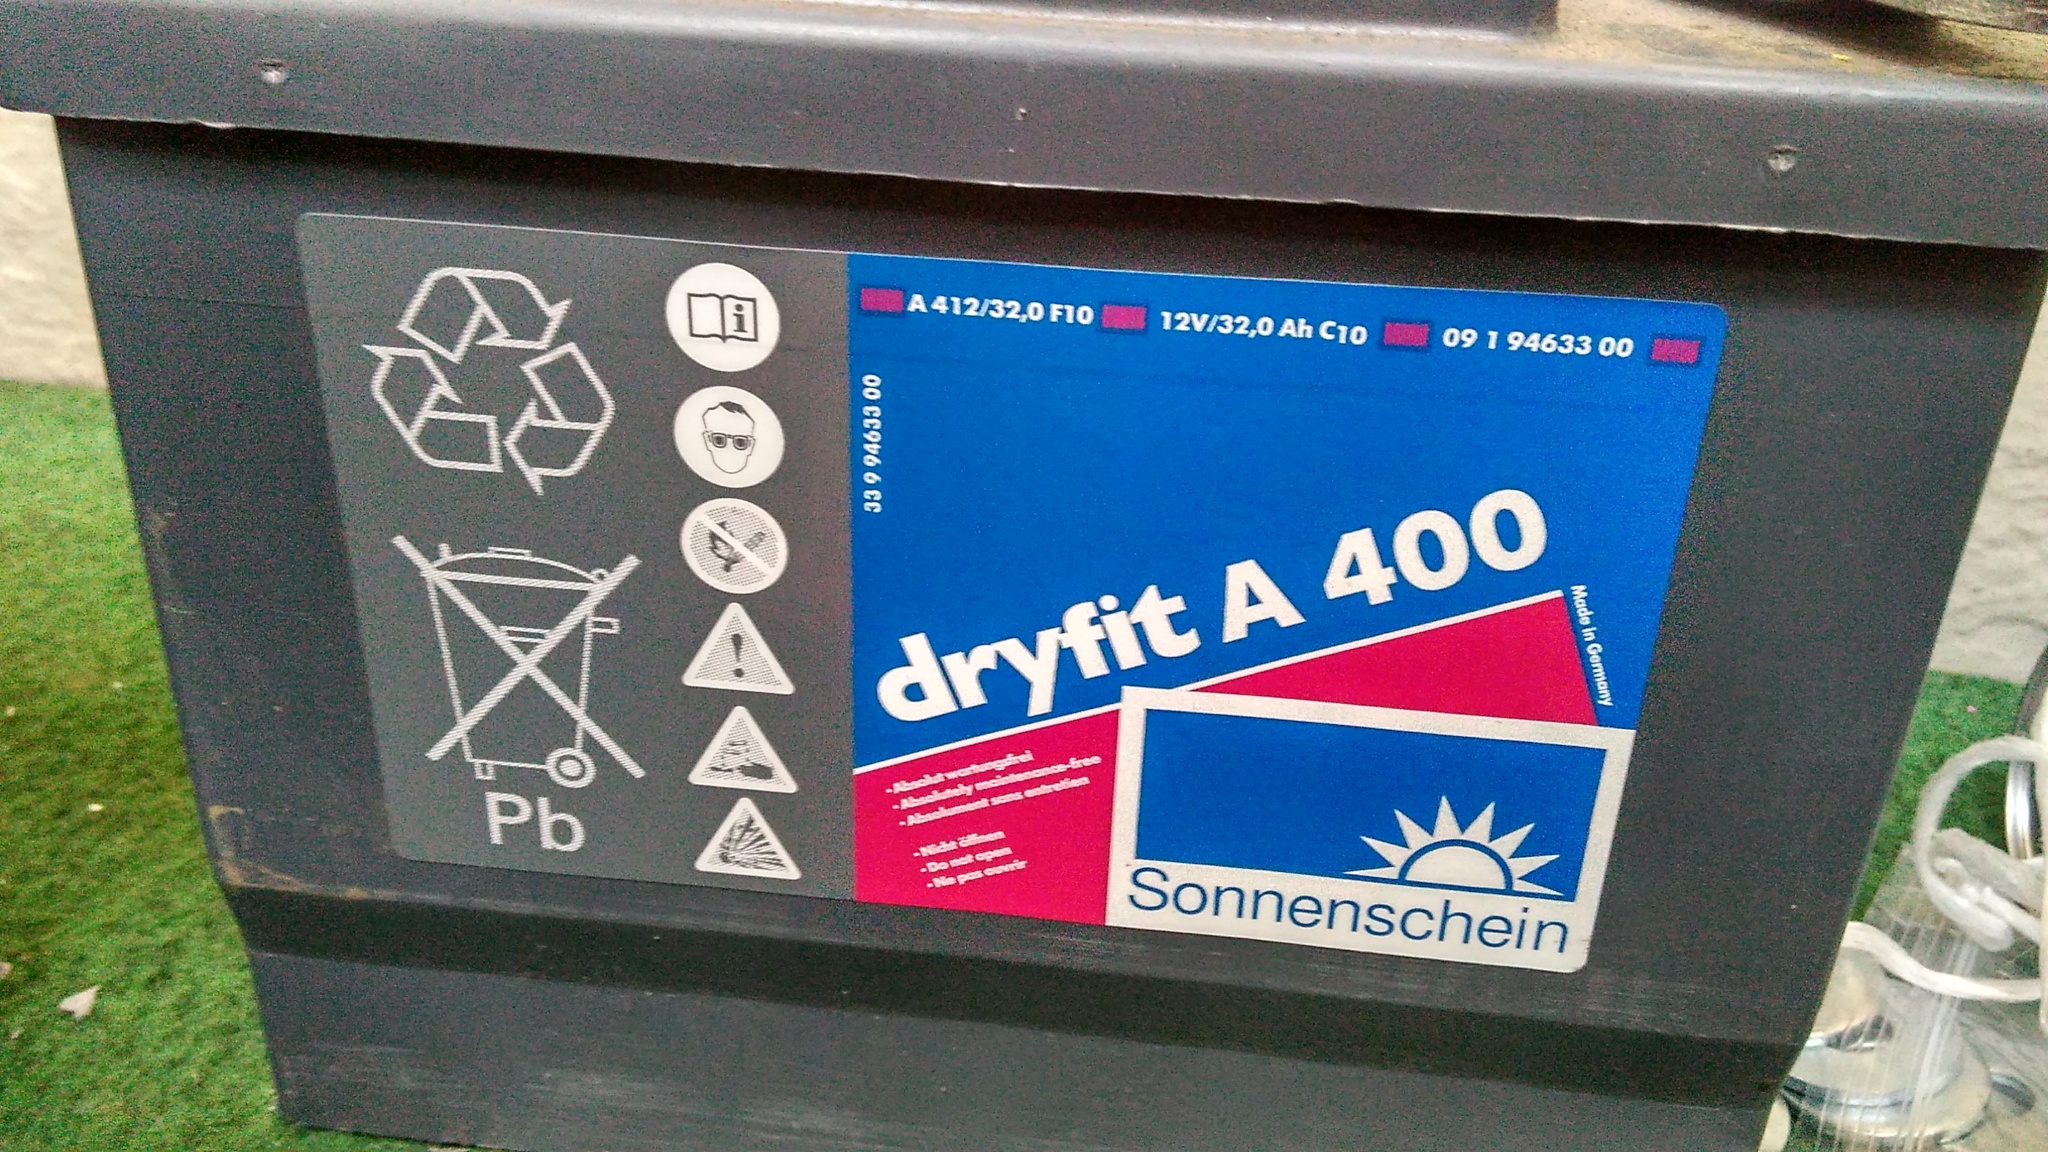 A 412/32,0 F10 12V/32,0 Ah C10 09 1 94633 00
33 9 94633 00
dryfit A 400
Made in Germany
- Absolut wartungsfrei
- Absolutely maintenance-free
- Absolument sans entretien
- Nicht öffnen
- Do not open
- Ne pas ouvrir
Sonnenschein
i
Pb